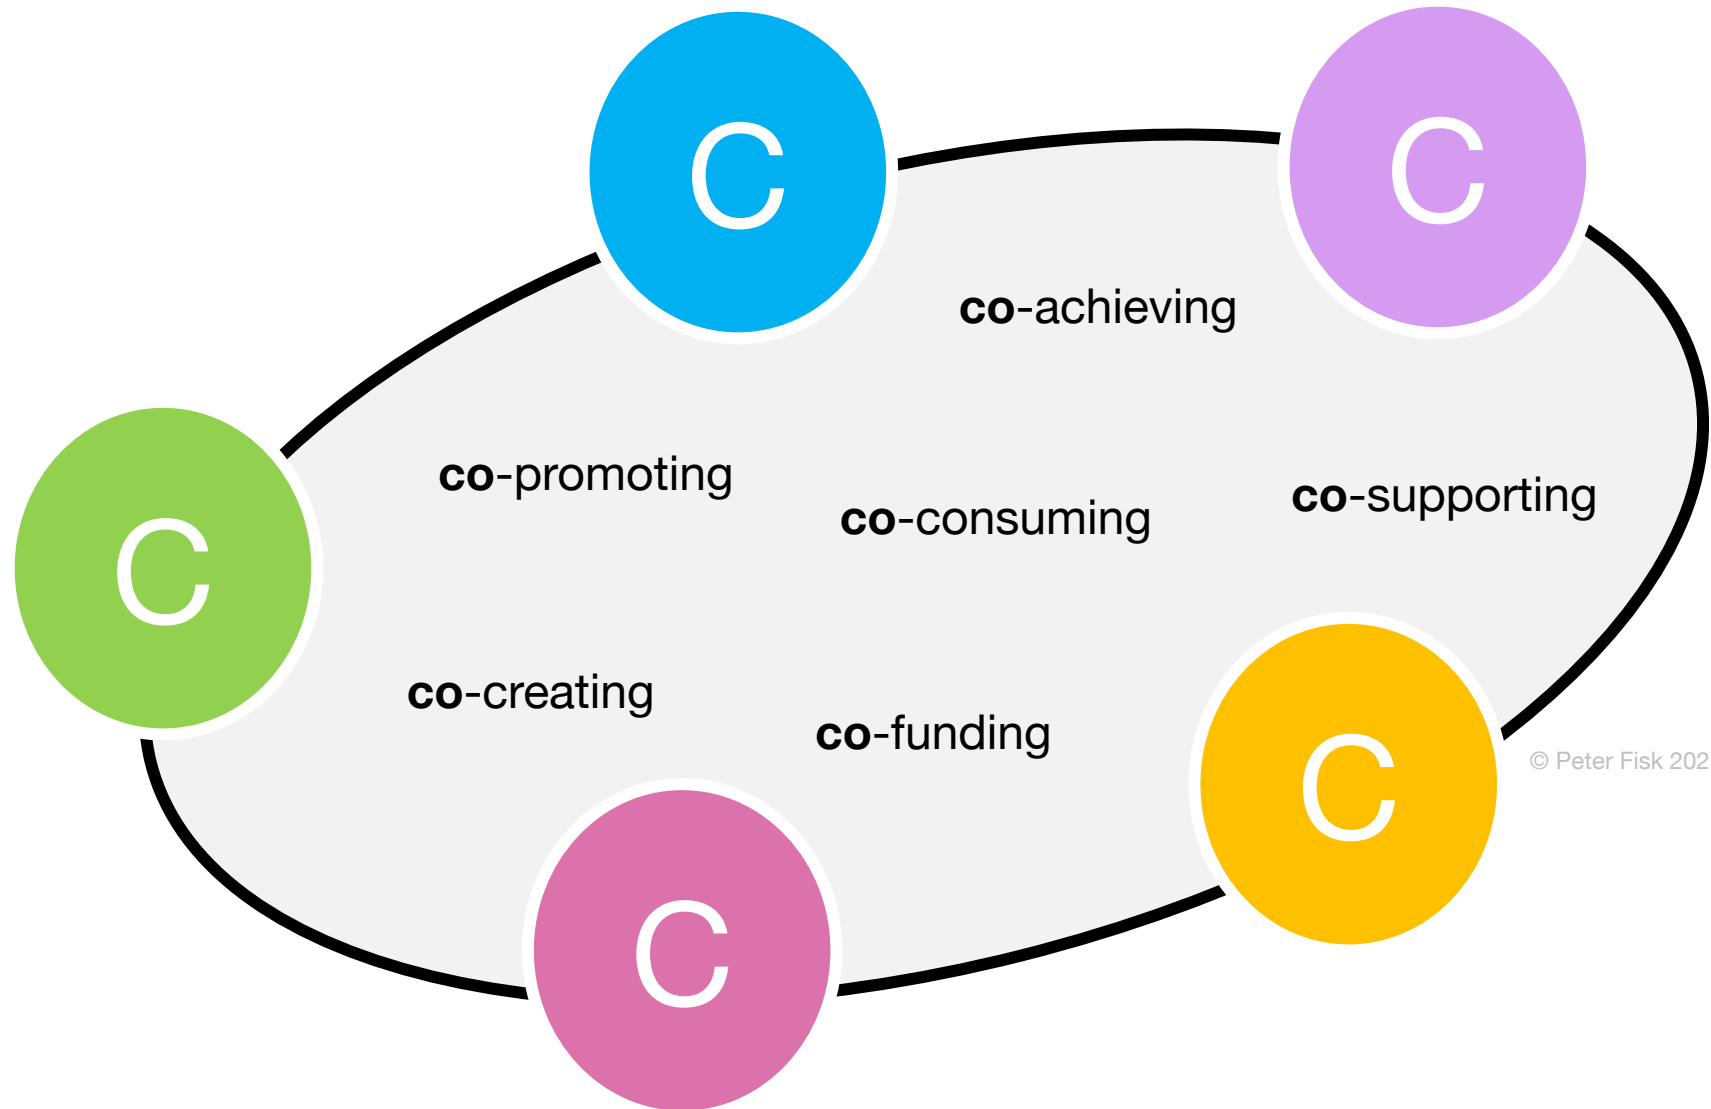 C
C
co-achieving
co-promoting
co-supporting
co-consuming
C
co-creating
co-funding
C
© Peter Fisk 202
C